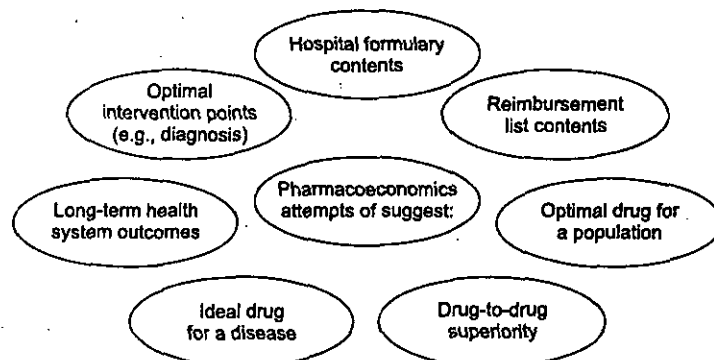 Hospital formulary
contents
Optimal
intervention points
(e.g., diagnosis)
Reimbursement
list contents
Pharmacoeconomics
attempts of suggest:
Long-term health
system outcomes
Optimal drug for
a population
Ideal drug
for a disease
Drug-to-drug
superiority